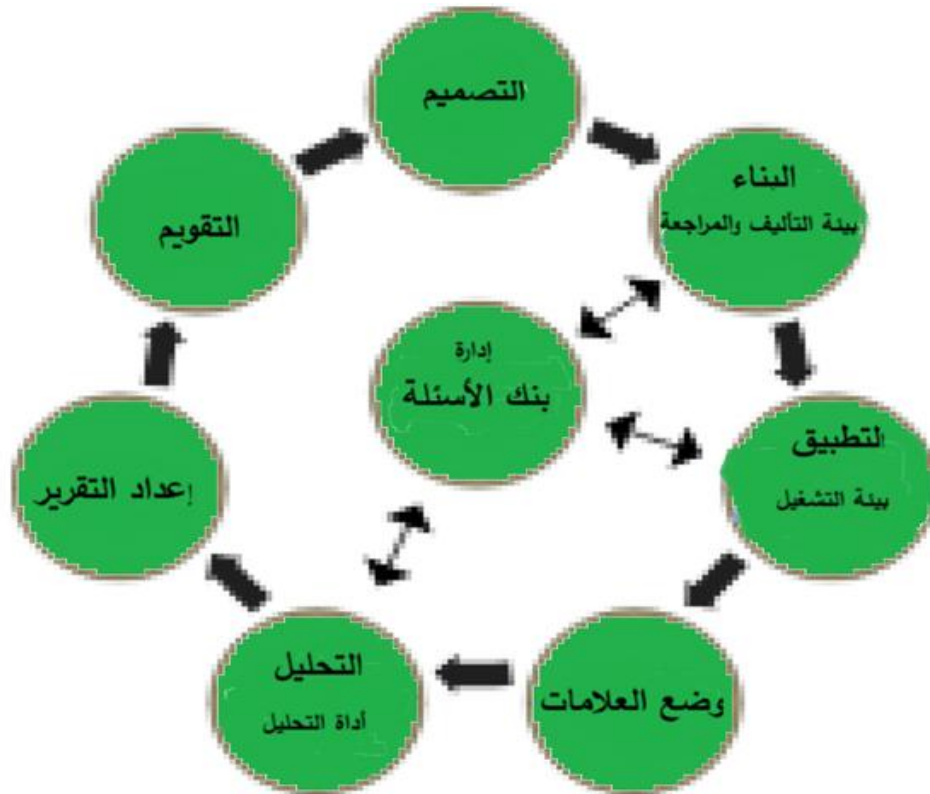 التصميم
البناء
بيئة التأليف والمراجعة
التطبيق
بيئة التشغيل
وضع العلامات
التحليل
أداة التحليل
إعداد التقرير
التقويم
إدارة
بنك الأسئلة